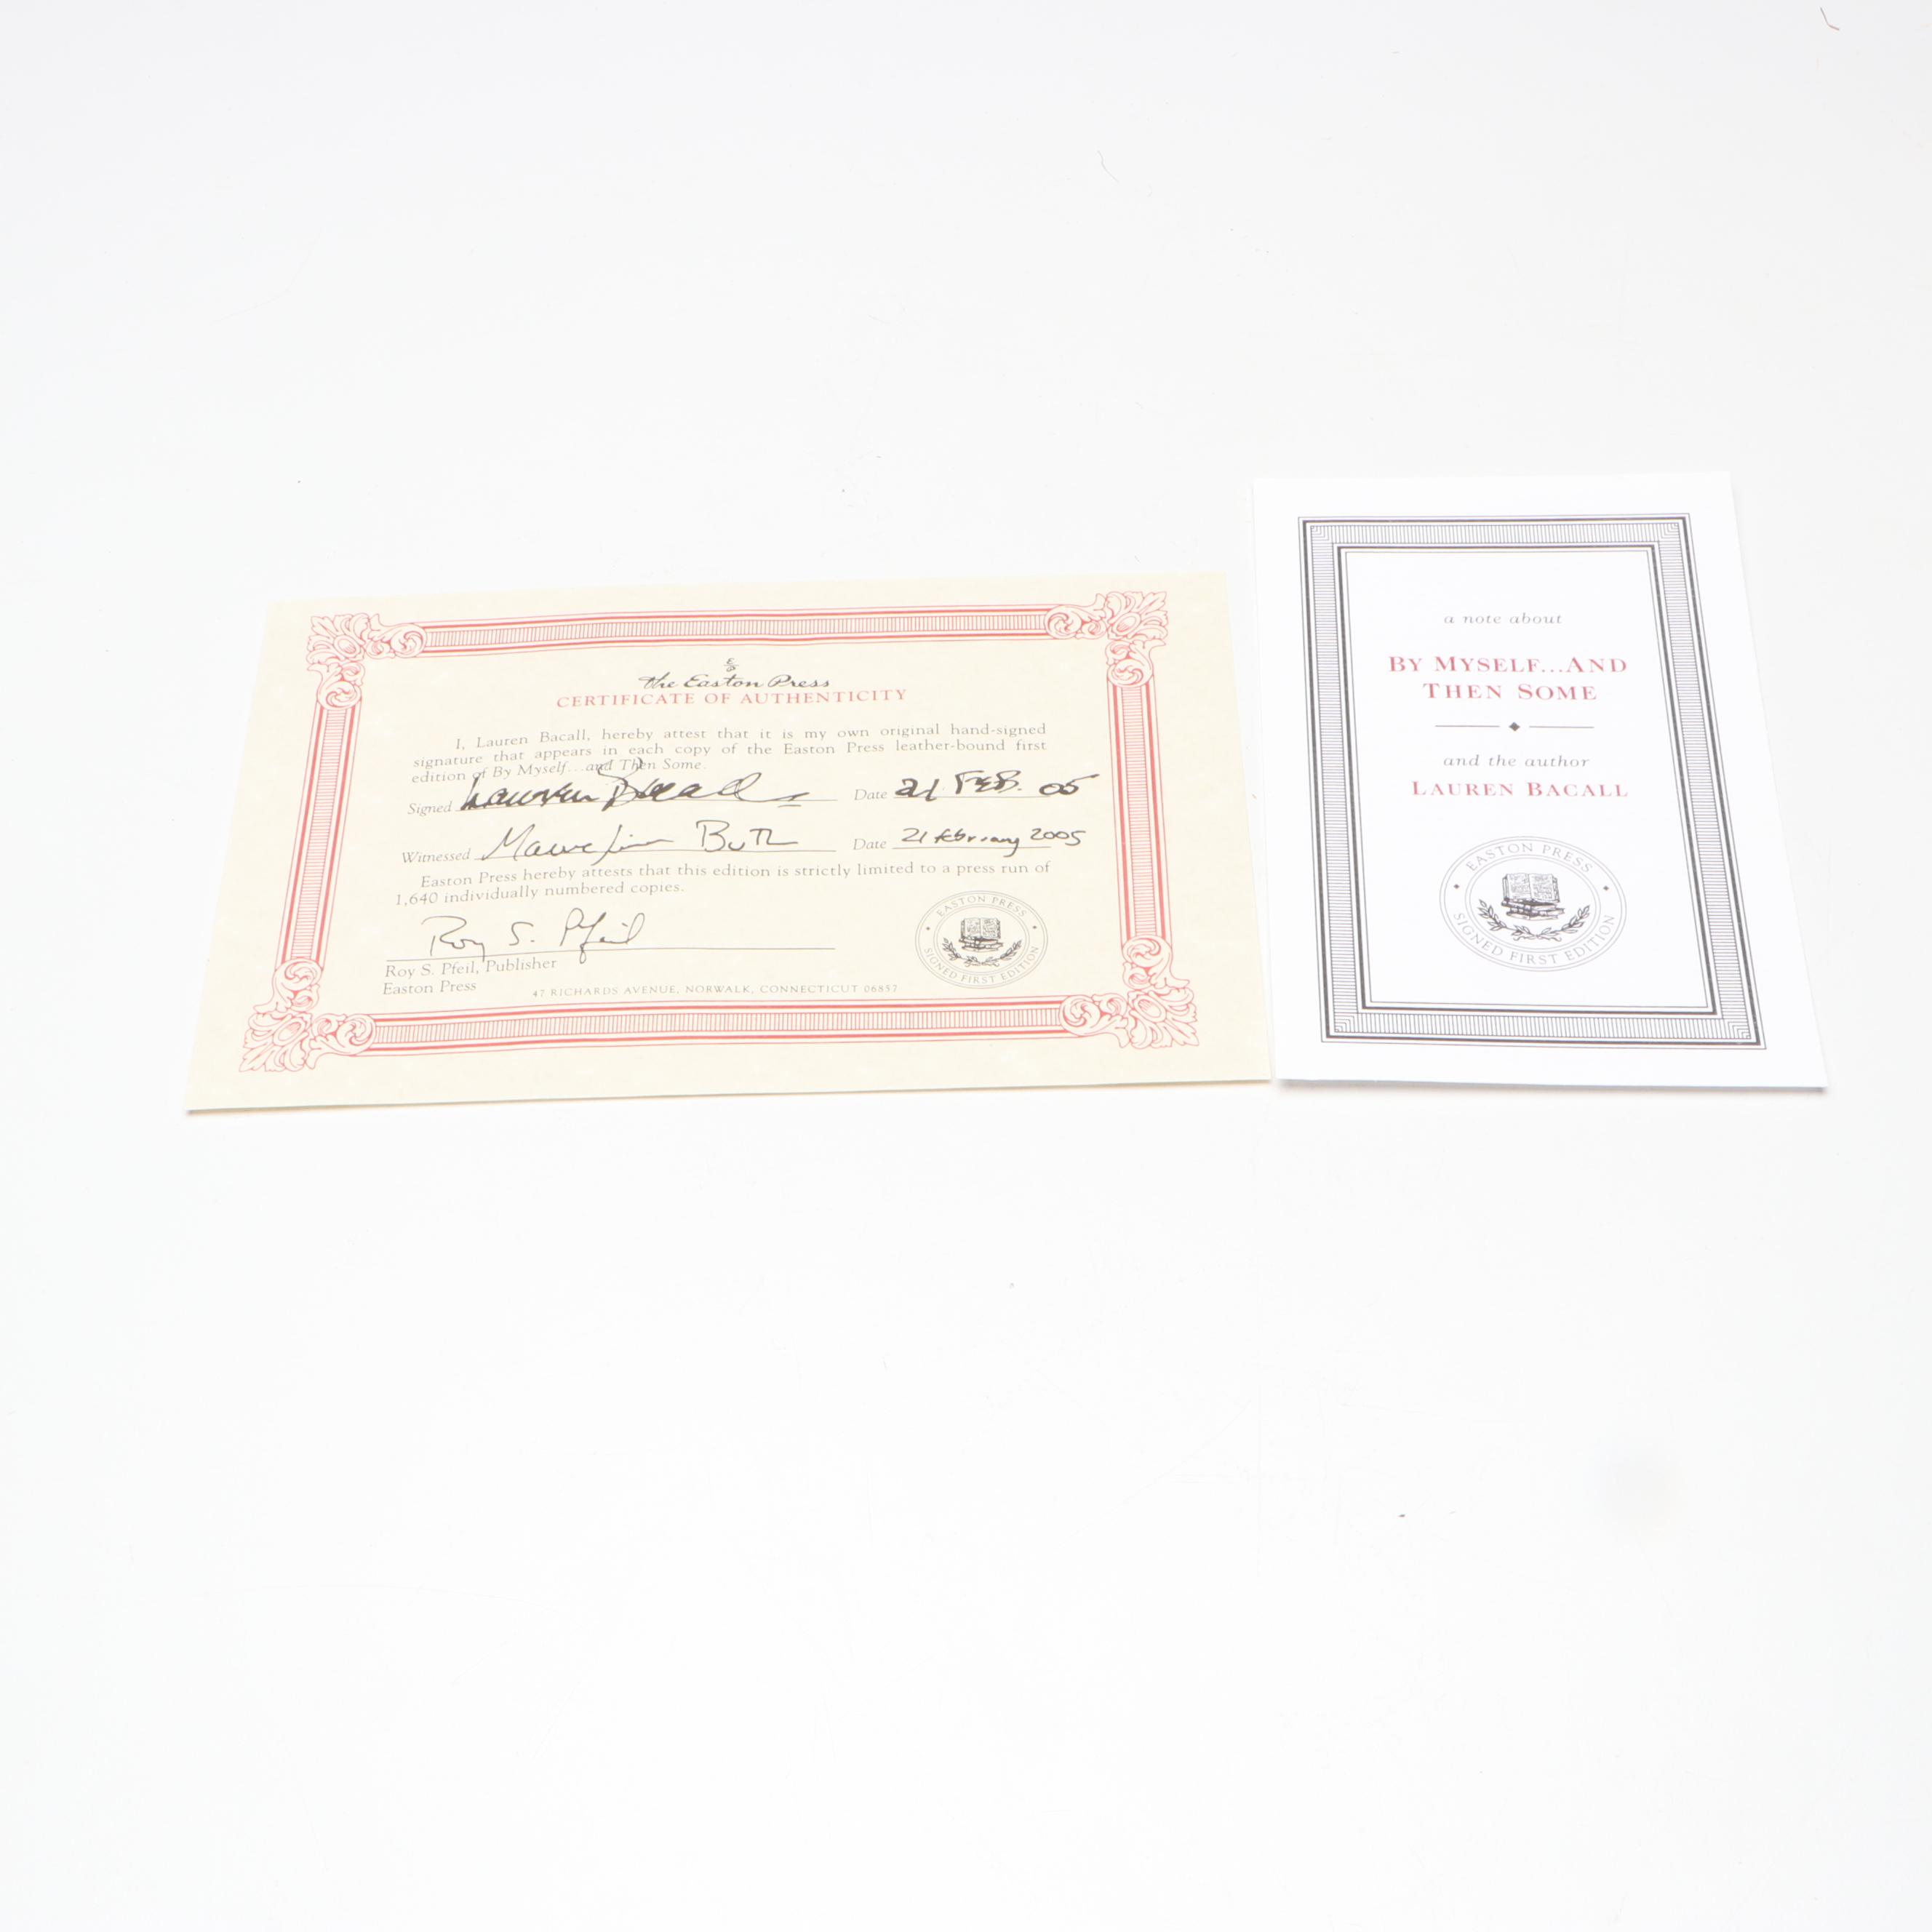 the Easton Press
CERTIFICATE OF AUTHENTICITY
I, Lauren Bacall, hereby attest that it is my own original hand-signed
signature that appears in each copy of the Easton Press leather-bound first
edition of By Myself...and Then Some.
Signed Lauren Bacall Date 21 FEB. 05
Witnessed Date 21 february 2005
Easton Press hereby attests that this edition is strictly limited to a press run of
1,640 individually numbered copies.
Roy S. Pfeil
Roy S. Pfeil, Publisher
Easton Press
47 RICHARDS AVENUE, NORWALK, CONNECTICUT 06857
EASTON PRESS
SIGNED FIRST EDITION
a note about
BY MYSELF...AND
THEN SOME
and the author
LAUREN BACALL
EASTON PRESS
SIGNED FIRST EDITION